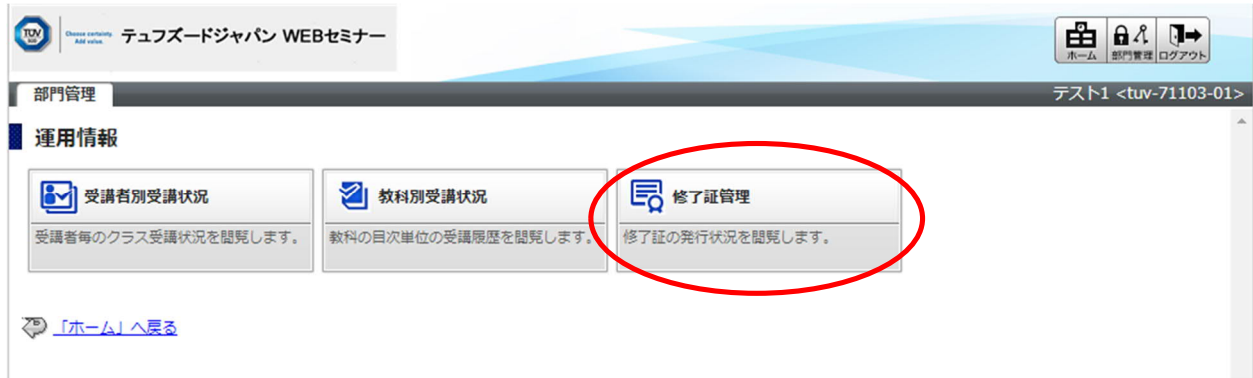 TÜV
SÜD
Choose certainty.
Add value.
テュフズードジャパン WEBセミナー
ホーム
部門管理
ログアウト
部門管理
テスト1 <tuv-71103-01>
運用情報
受講者別受講状況
受講者毎のクラス受講状況を閲覧します。
教科別受講状況
教科の目次単位の受講履歴を閲覧します。
修了証管理
修了証の発行状況を閲覧します。
「ホーム」へ戻る